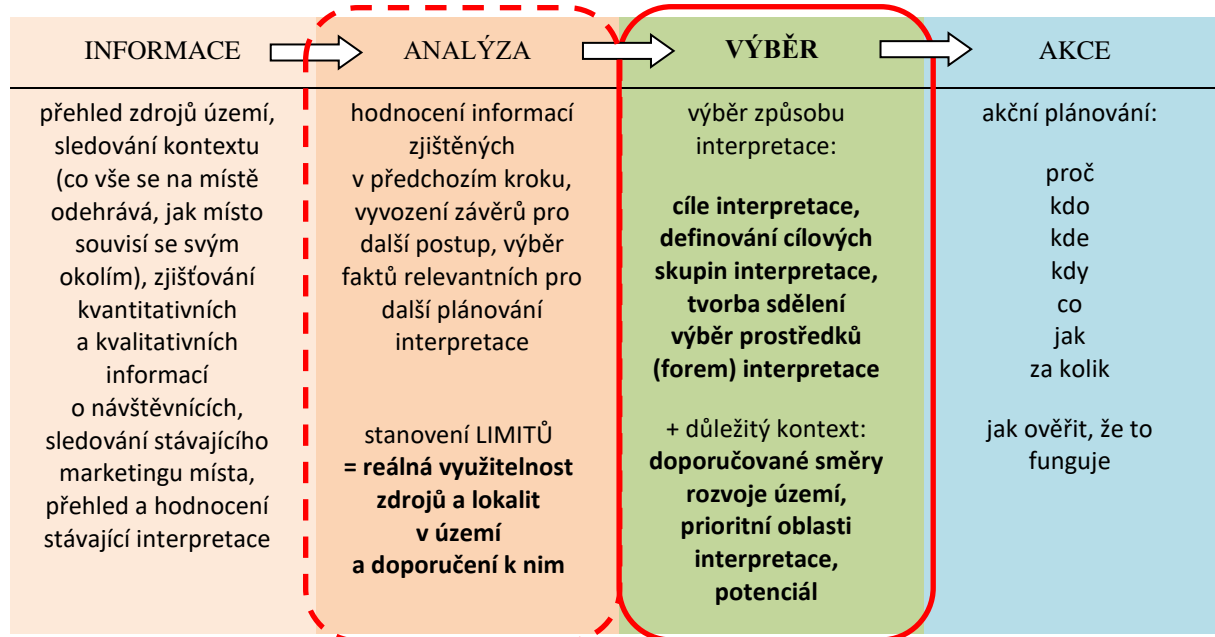 INFORMACE
ANALÝZA
VÝBĚR
AKCE
přehled zdrojů území,
sledování kontextu
(co vše se na místě
odehrává, jak místo
souvisí se svým
okolím), zjišťování
kvantitativních
a kvalitativních
informací
o návštěvnících,
sledování stávajícího
marketingu místa,
přehled a hodnocení
stávající interpretace
hodnocení informací
zjištěných
v předchozím kroku,
vyvození závěrů pro
další postup, výběr
faktů relevantních pro
další plánování
interpretace
stanovení LIMITŮ
= reálná využitelnost
zdrojů a lokalit
v území
a doporučení k nim
výběr způsobu
interpretace:
cíle interpretace,
definování cílových
skupin interpretace,
tvorba sdělení
výběr prostředků
(forem) interpretace
+ důležitý kontext:
doporučované směry
rozvoje území,
prioritní oblasti
interpretace,
potenciál
akční plánování:
proč
kdo
kde
kdy
co
jak
za kolik
jak ověřit, že to
funguje